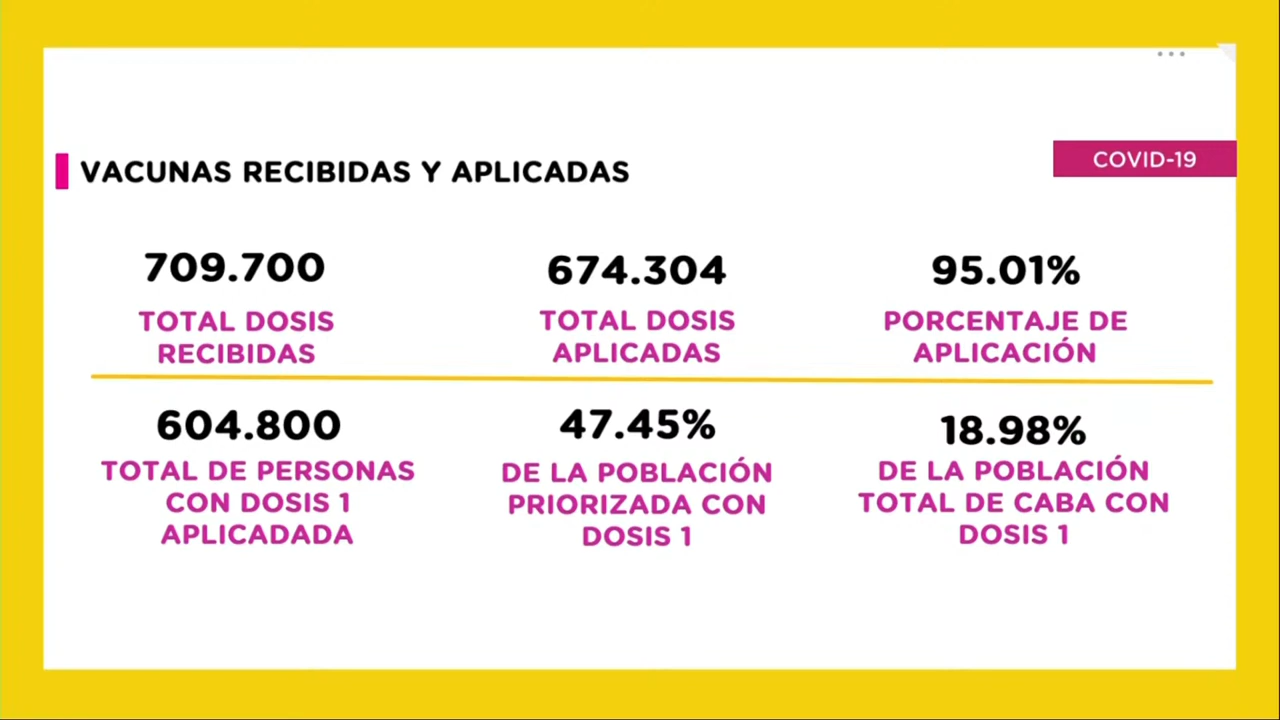 VACUNAS RECIBIDAS Y APLICADAS
COVID-19
709.700
TOTAL DOSIS
RECIBIDAS
674.304
TOTAL DOSIS
APLICADAS
95.01%
PORCENTAJE DE
APLICACIÓN
604.800
TOTAL DE PERSONAS
CON DOSIS 1
APLICADADA
47.45%
DE LA POBLACIÓN
PRIORIZADA CON
DOSIS 1
18.98%
DE LA POBLACIÓN
TOTAL DE CABA CON
DOSIS 1